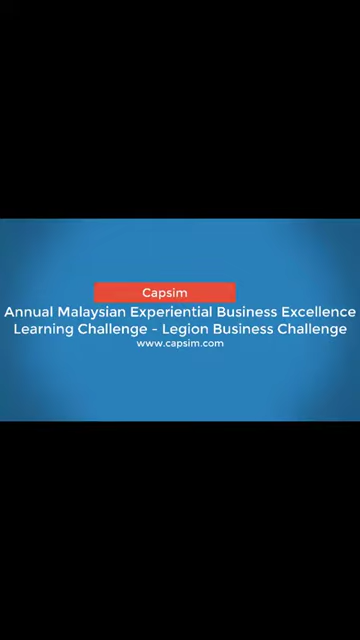 Capsim
Annual Malaysian Experiential Business Excellence
Learning Challenge - Legion Business Challenge
www.capsim.com